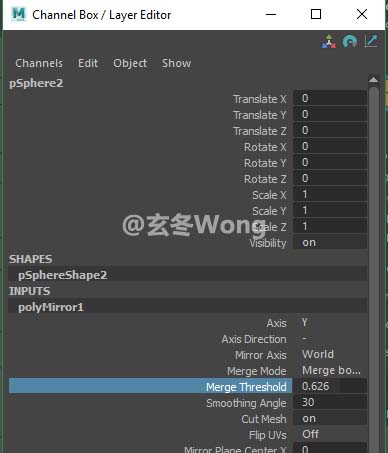 Channel Box / Layer Editor
Channels Edit Object Show
pSphere2
Translate X 0
Translate Y 0
Translate Z 0
Rotate X 0
Rotate Y 0
Rotate Z 0
Scale X 1
Scale Y 1
Scale Z 1
@玄冬Wong
Visibility on
SHAPES
pSphereShape2
INPUTS
polyMirror1
Axis Y
Axis Direction -
Mirror Axis World
Merge Mode Merge bo...
Merge Threshold 0.626
Smoothing Angle 30
Cut Mesh on
Flip UVs Off
Mirror Plane Center X